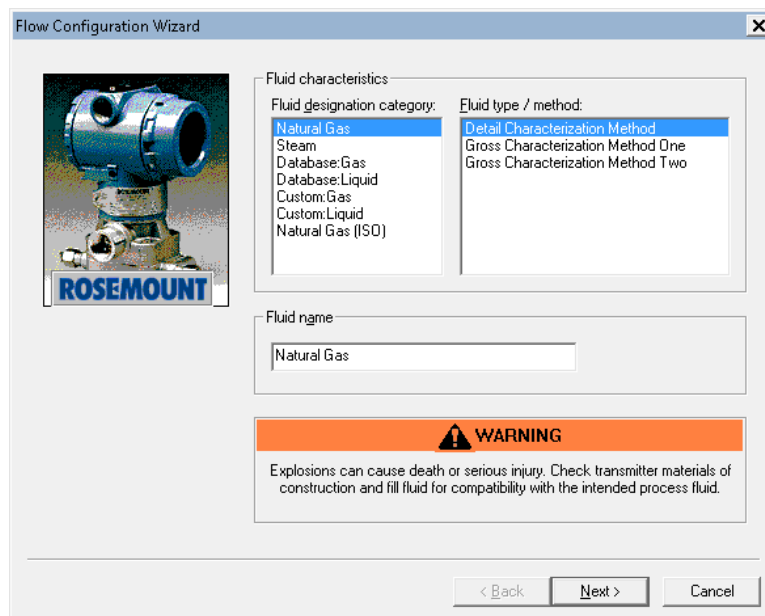 Flow Configuration Wizard
Fluid characteristics
Fluid designation category:
Natural Gas
Steam
Database:Gas
Database:Liquid
Custom:Gas
Custom:Liquid
Natural Gas (ISO)
Fluid type / method:
Detail Characterization Method
Gross Characterization Method One
Gross Characterization Method Two
ROSEMOUNT
Fluid name
Natural Gas
WARNING
Explosions can cause death or serious injury. Check transmitter materials of
construction and fill fluid for compatibility with the intended process fluid.
< Back
Next >
Cancel